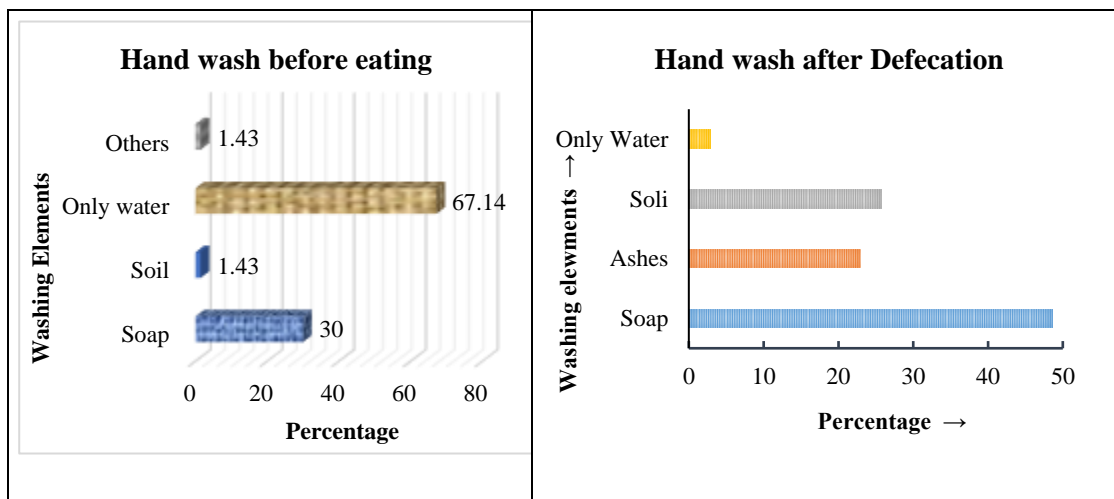 Hand wash before eating
Washing Elements
Others
1.43
Only water
67.14
Soil
1.43
Soap
30
0 20 40 60 80
Percentage
Hand wash after Defecation
Washing elewments →
Only Water
Soli
Ashes
Soap
0 10 20 30 40 50
Percentage →